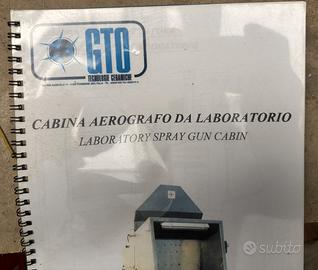 GTO
TECNOLOGIE CERAMICHE
CABINA AEROGRAFO DA LABORATORIO
LABORATORY SPRAY GUN CABIN
subito